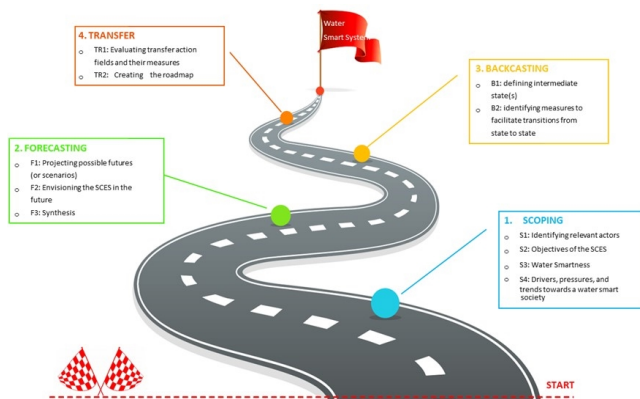 Water
Smart System
4. TRANSFER
TR1: Evaluating transfer action
fields and their measures
TR2: Creating the roadmap
3. BACKCASTING
B1: defining intermediate
state(s)
B2: identifying measures to
facilitate transitions from
state to state
2. FORECASTING
F1: Projecting possible futures
(or scenarios)
F2: Envisioning the SCES in the
future
F3: Synthesis
1. SCOPING
S1: Identifying relevant actors
S2: Objectives of the SCES
S3: Water Smartness
S4: Drivers, pressures, and
trends towards a water smart
society
START